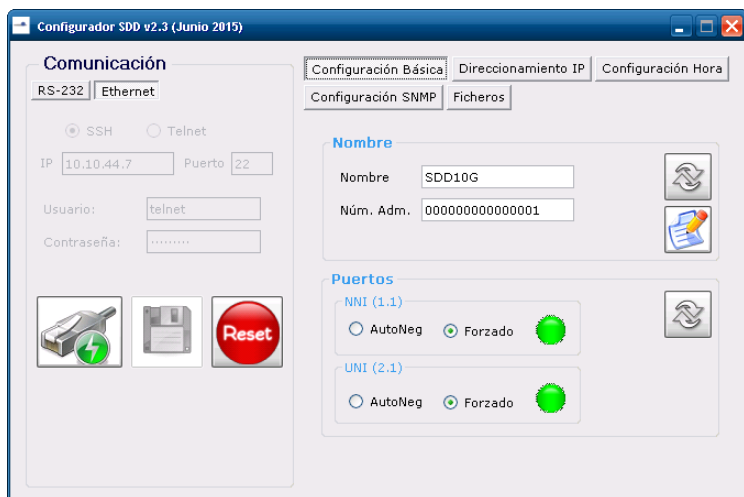 Configurador SDD v2.3 (Junio 2015)
Comunicación
RS-232 Ethernet
SSH Telnet
IP 10.10.44.7 Puerto 22
Usuario: telnet
Contraseña: .........
Reset
Configuración Básica Direccionamiento IP Configuración Hora
Configuración SNMP Ficheros
Nombre
Nombre SDD10G
Núm. Adm. 000000000000001
Puertos
NNI (1.1)
AutoNeg Forzado
UNI (2.1)
AutoNeg Forzado